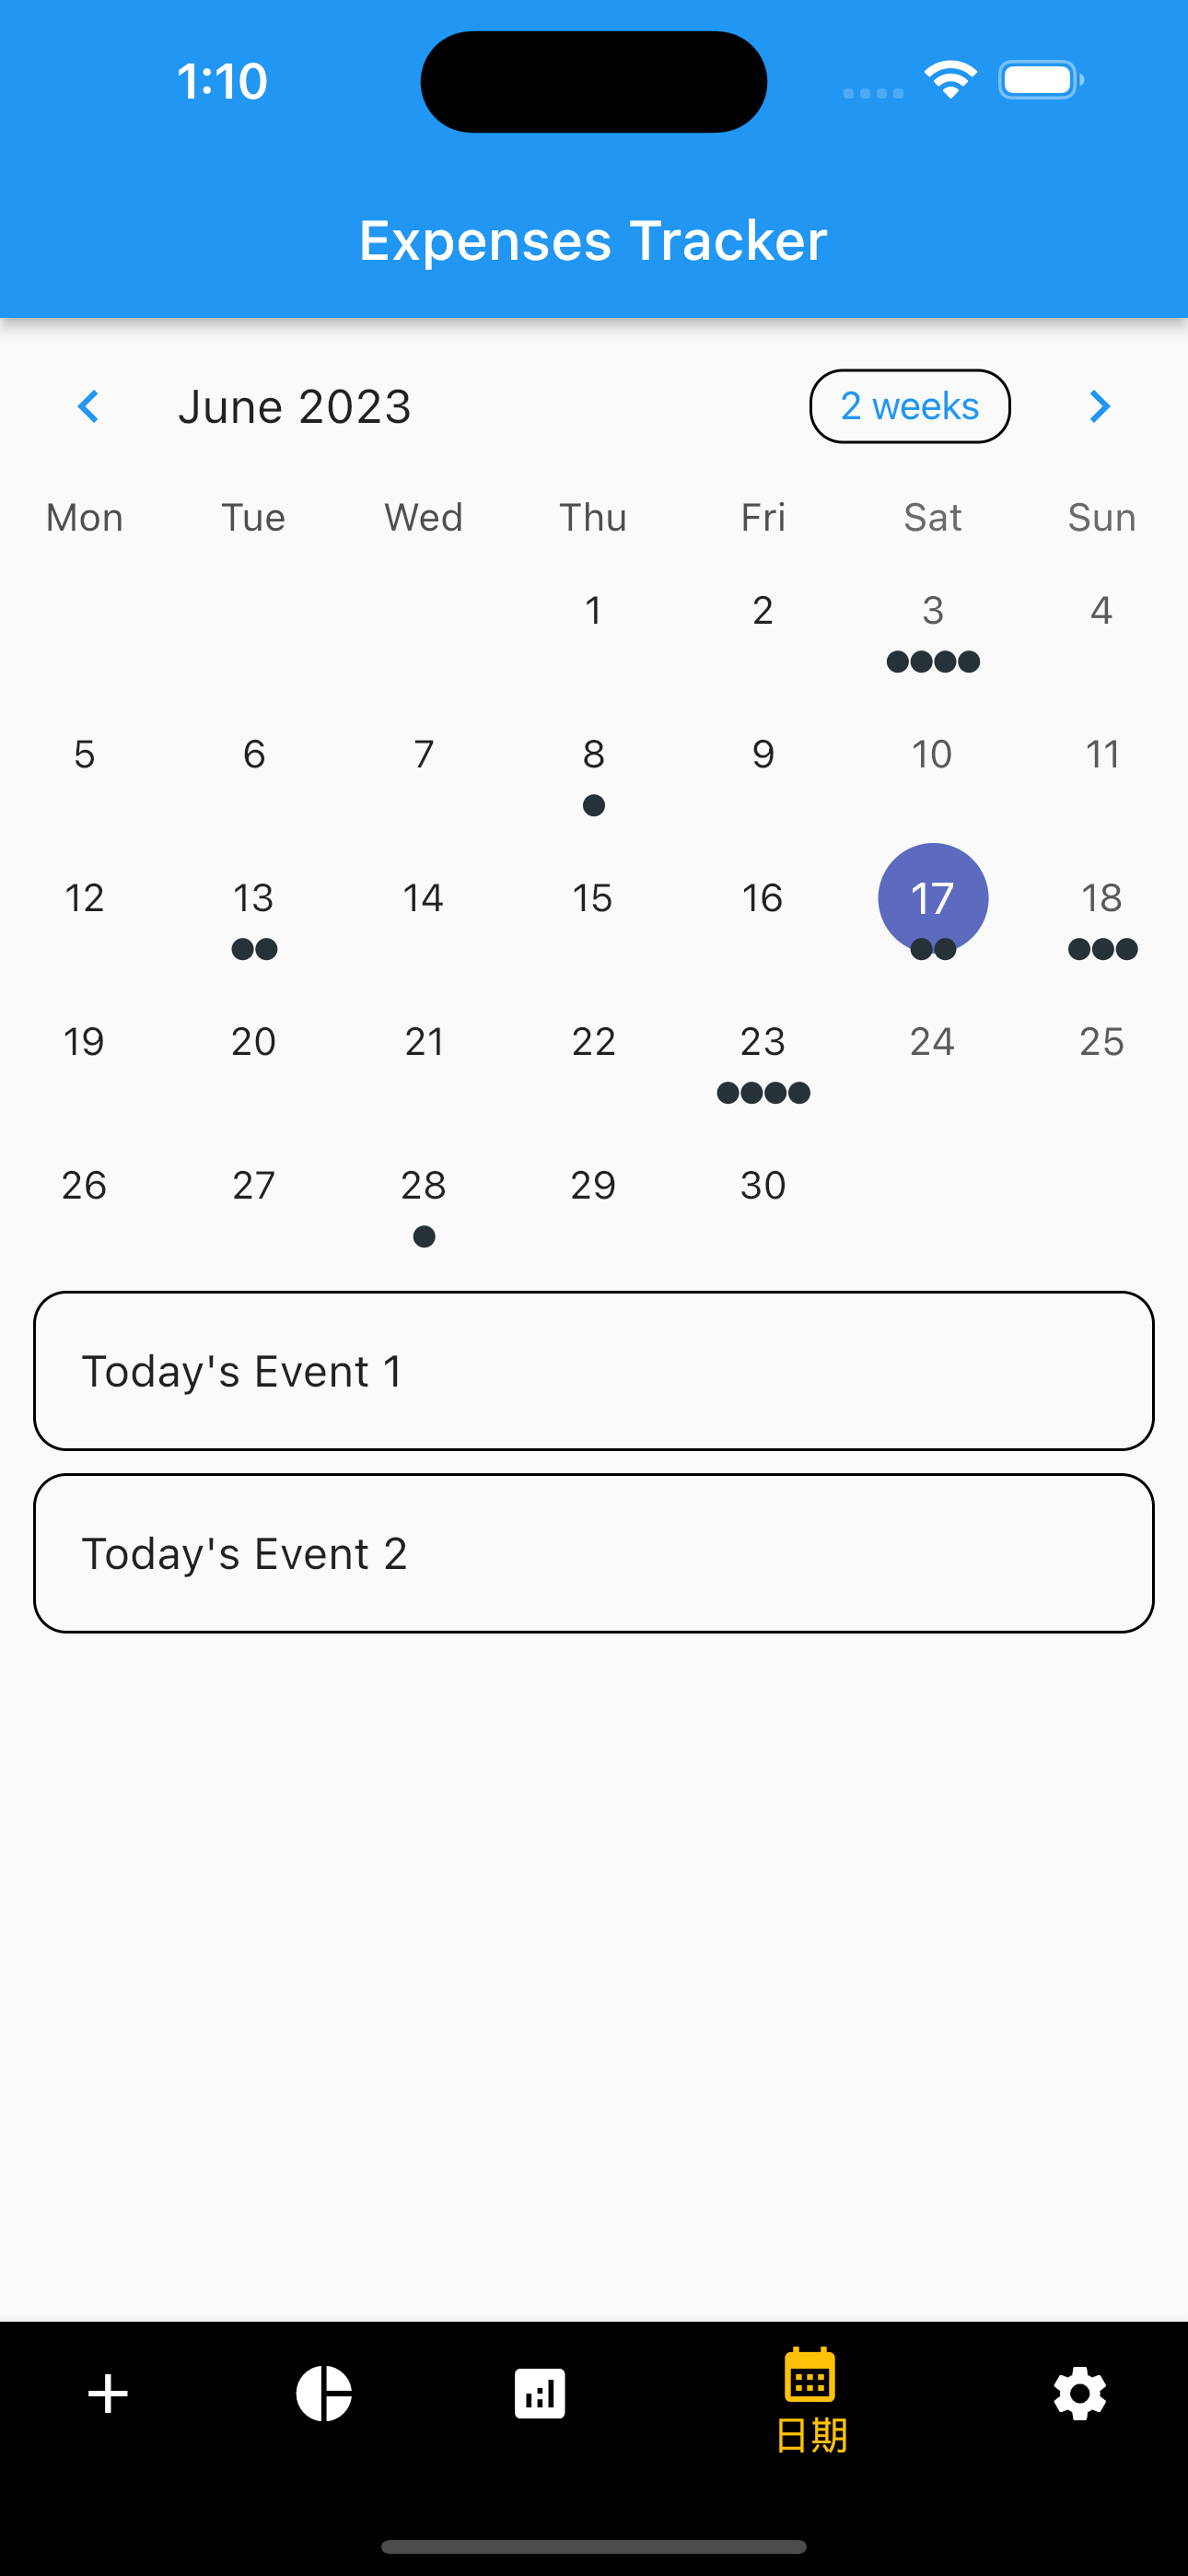 1:10
Expenses Tracker
June 2023 2 weeks
Mon Tue Wed Thu Fri Sat Sun
1 2 3 4
5 6 7 8 9 10 11
12 13 14 15 16 17 18
19 20 21 22 23 24 25
26 27 28 29 30
Today's Event 1
Today's Event 2
日期